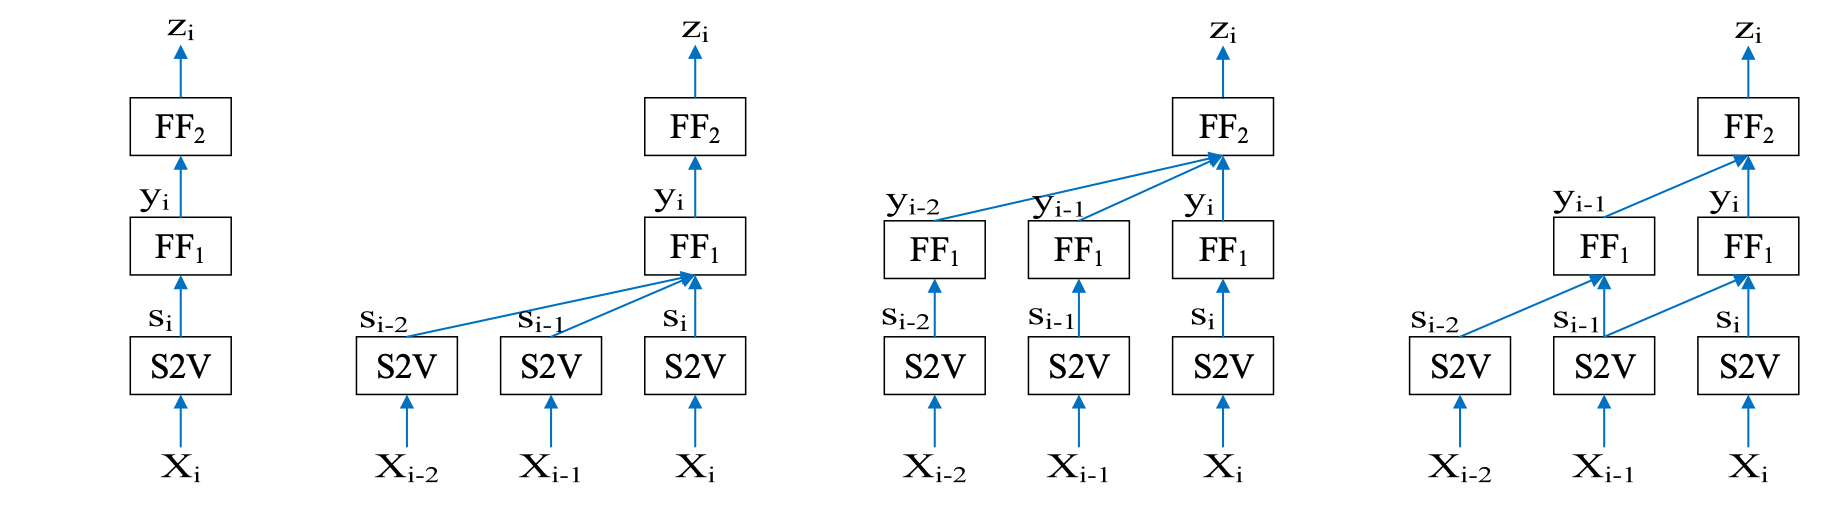 z_i z_i z_i z_i
FF_2 FF_2 FF_2 FF_2
y_i y_i y_{i-2} y_{i-1} y_i y_{i-1} y_i
FF_1 FF_1 FF_1 FF_1 FF_1 FF_1 FF_1
s_i s_{i-2} s_{i-1} s_i s_{i-2} s_{i-1} s_i s_{i-2} s_{i-1} s_i
S2V S2V S2V S2V S2V S2V S2V S2V S2V S2V
X_i X_{i-2} X_{i-1} X_i X_{i-2} X_{i-1} X_i X_{i-2} X_{i-1} X_i